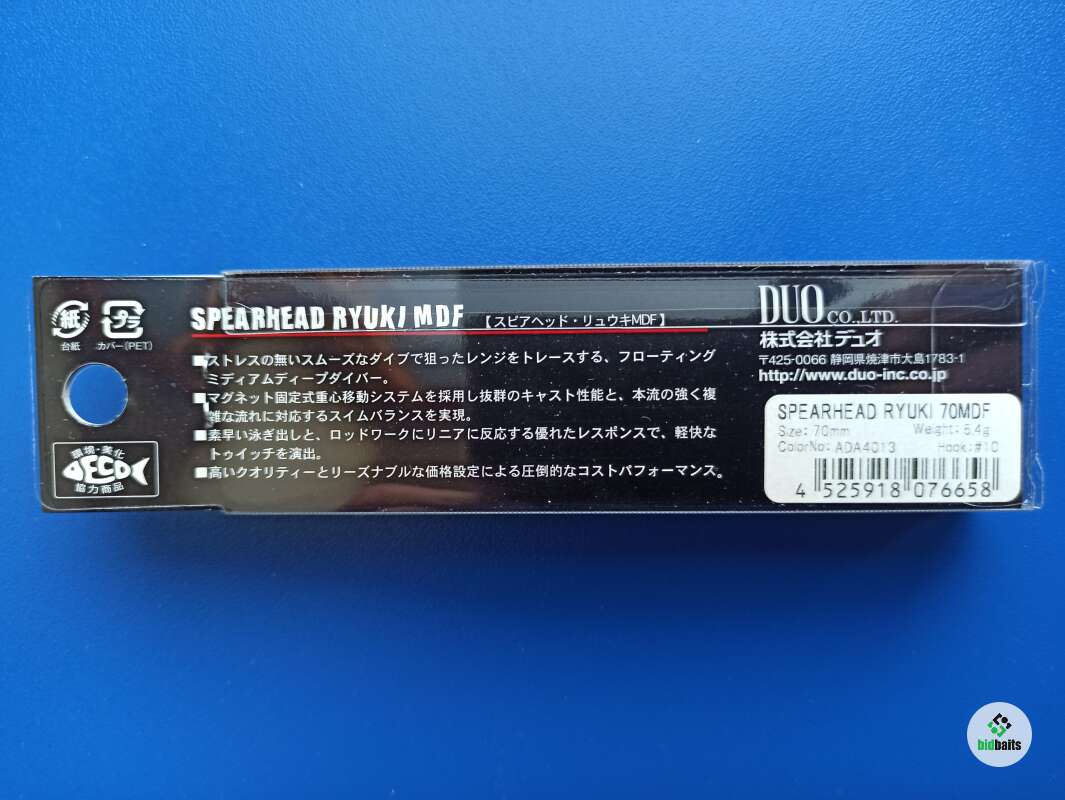 紙
プラ
台紙
カバー(PET)
環境・美化
ECO
協力商品
SPEARHEAD RYUKI MDF 【スピアヘッド・リュウキMDF】
■ストレスの無いスムーズなダイブで狙ったレンジをトレースする、フローティング
ミディアムディープダイバー。
■マグネット固定式重心移動システムを採用し抜群のキャスト性能と、本流の強く複
雑な流れに対応するスイムバランスを実現。
■素早い泳ぎ出しと、ロッドワークにリニアに反応する優れたレスポンスで、軽快な
トゥイッチを演出。
■高いクオリティーとリーズナブルな価格設定による圧倒的なコストパフォーマンス。
DUO CO.,LTD.
株式会社デュオ
〒425-0066 静岡県焼津市大島1783-1
http://www.duo-inc.co.jp
SPEARHEAD RYUKI 70MDF
Size: 70mm Weight: 6.4g
ColorNo: ADA4013 Hook:#10
4 525918 076658
bidbaits